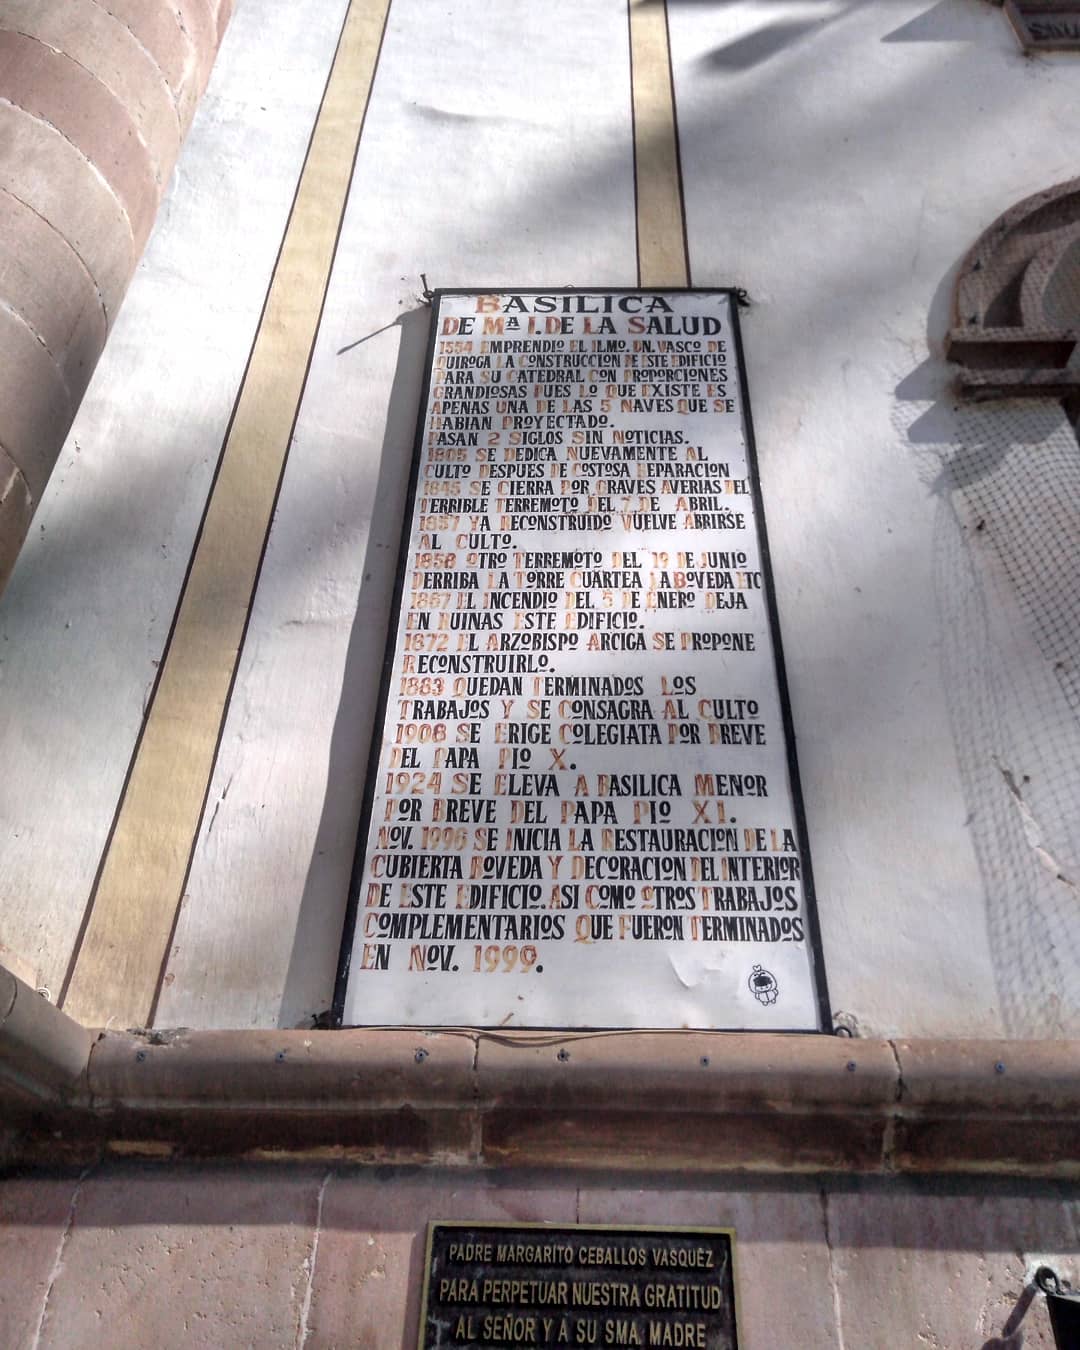 BASILICA
DE Mª I. DE LA SALUD
1554 EMPRENDIO EL ILMO. DN. VASCO DE
QUIROGA LA CONSTRUCCION DE ESTE EDIFICIO
PARA SU CATEDRAL CON PROPORCIONES
GRANDIOSAS PUES LO QUE EXISTE ES
APENAS UNA DE LAS 5 NAVES QUE SE
HABIAN PROYECTADO.
PASAN 2 SIGLOS SIN NOTICIAS.
1805 SE DEDICA NUEVAMENTE AL
CULTO DESPUES DE COSTOSA REPARACION
1845 SE CIERRA POR GRAVES AVERIAS DEL
TERRIBLE TERREMOTO DEL 7 DE ABRIL.
1857 YA RECONSTRUIDO VUELVE ABRIRSE
AL CULTO.
1858 OTRO TERREMOTO DEL 19 DE JUNIO
DERRIBA LA TORRE CUARTEA LA BOVEDA ETC
1867 EL INCENDIO DEL 5 DE ENERO DEJA
EN RUINAS ESTE EDIFICIO.
1872 EL ARZOBISPO ARCIGA SE PROPONE
RECONSTRUIRLO.
1883 QUEDAN TERMINADOS LOS
TRABAJOS Y SE CONSAGRA AL CULTO
1908 SE ERIGE COLEGIATA POR BREVE
DEL PAPA PIO X.
1924 SE ELEVA A BASILICA MENOR
POR BREVE DEL PAPA PIO XI.
NOV. 1996 SE INICIA LA RESTAURACION DE LA
CUBIERTA BOVEDA Y DECORACION DEL INTERIOR
DE ESTE EDIFICIO. ASI COMO OTROS TRABAJOS
COMPLEMENTARIOS QUE FUERON TERMINADOS
EN NOV. 1999.
PADRE MARGARITO CEBALLOS VASQUEZ
PARA PERPETUAR NUESTRA GRATITUD
AL SEÑOR Y A SU SMA. MADRE